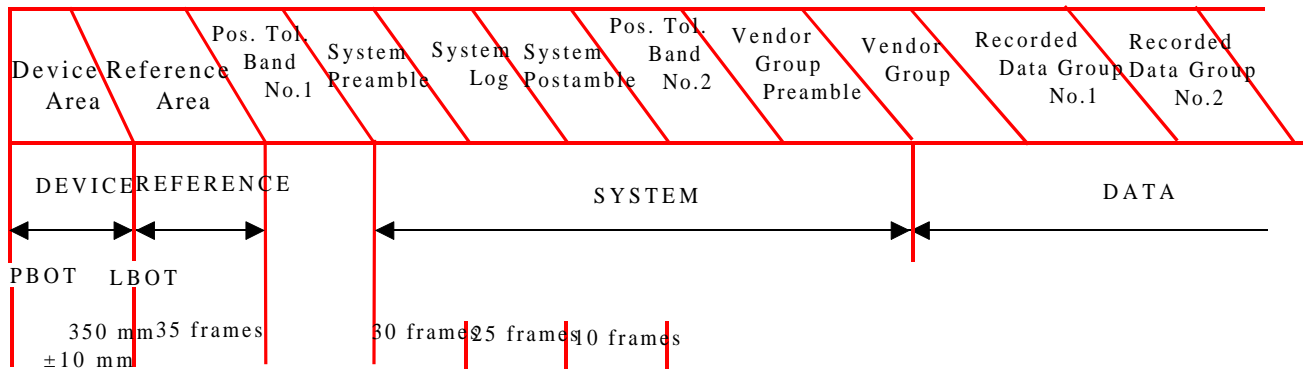 Device
Area
Reference
Area
Pos. Tol.
Band
No.1
System
Preamble
System
Log
System
Postamble
Pos. Tol.
Band
No.2
Vendor
Group
Preamble
Vendor
Group
Recorded
Data Group
No.1
Recorded
Data Group
No.2
DEVICE
REFERENCE
SYSTEM
DATA
PBOT
LBOT
350 mm
±10 mm
35 frames
30 frames
25 frames
10 frames